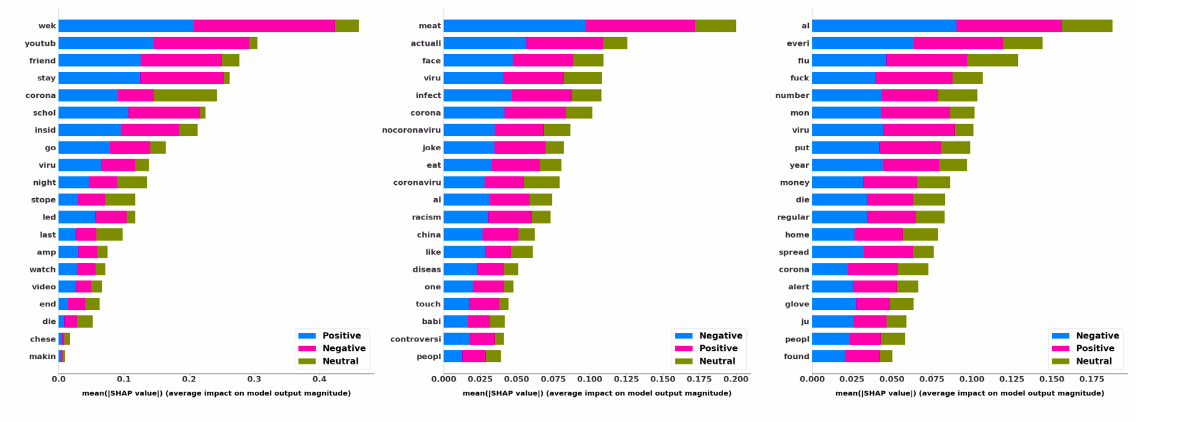 wek
youtub
friend
stay
corona
schol
insid
go
viru
night
stope
led
last
amp
watch
video
end
die
chese
makin
Positive
Negative
Neutral
0.0 0.1 0.2 0.3 0.4
mean(|SHAP value|) (average impact on model output magnitude)
meat
actuali
face
viru
infect
corona
nocoronaviru
joke
eat
coronaviru
al
racism
china
like
diseas
one
touch
babi
controversi
peopl
Negative
Positive
Neutral
0.000 0.025 0.050 0.075 0.100 0.125 0.150 0.175 0.200
mean(|SHAP value|) (average impact on model output magnitude)
al
everi
flu
fuck
number
mon
viru
put
year
money
die
regular
home
spread
corona
alert
glove
ju
peopl
found
Negative
Positive
Neutral
0.000 0.025 0.050 0.075 0.100 0.125 0.150 0.175
mean(|SHAP value|) (average impact on model output magnitude)